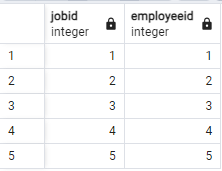 jobid employeeid
integer integer
1 1 1
2 2 2
3 3 3
4 4 4
5 5 5